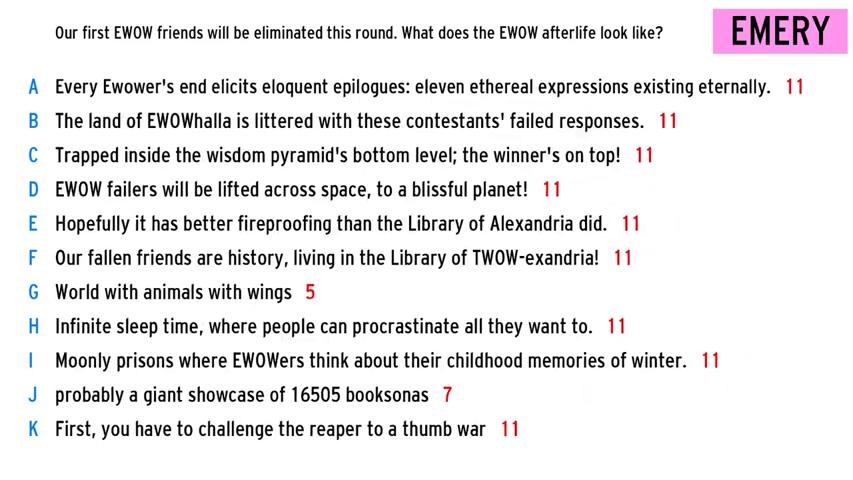 Our first EWOW friends will be eliminated this round. What does the EWOW afterlife look like?
EMERY
A Every Ewower's end elicits eloquent epilogues: eleven ethereal expressions existing eternally. 11
B The land of EWOWhalla is littered with these contestants' failed responses. 11
C Trapped inside the wisdom pyramid's bottom level; the winner's on top! 11
D EWOW failers will be lifted across space, to a blissful planet! 11
E Hopefully it has better fireproofing than the Library of Alexandria did. 11
F Our fallen friends are history, living in the Library of TWOW-exandria! 11
G World with animals with wings 5
H Infinite sleep time, where people can procrastinate all they want to. 11
I Moonly prisons where EWOWers think about their childhood memories of winter. 11
J probably a giant showcase of 16505 booksonas 7
K First, you have to challenge the reaper to a thumb war 11